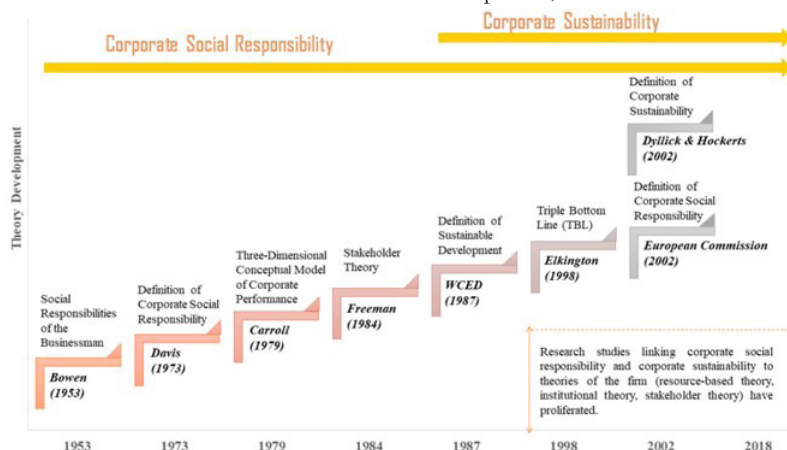 Corporate Sustainability
Corporate Social Responsibility
Theory Development
Social
Responsibilities
of the
Businessman
Bowen
(1953)
Definition of
Corporate Social
Responsibility
Davis
(1973)
Three-Dimensional
Conceptual Model
of Corporate
Performance
Carroll
(1979)
Stakeholder
Theory
Freeman
(1984)
Definition of
Sustainable
Development
WCED
(1987)
Triple Bottom
Line (TBL)
Elkington
(1998)
Definition of
Corporate
Sustainability
Dyllick & Hockerts
(2002)
Definition of
Corporate Social
Responsibility
European Commission
(2002)
Research studies linking corporate social
responsibility and corporate sustainability to
theories of the firm (resource-based theory,
institutional theory, stakeholder theory) have
proliferated.
1953 1973 1979 1984 1987 1998 2002 2018